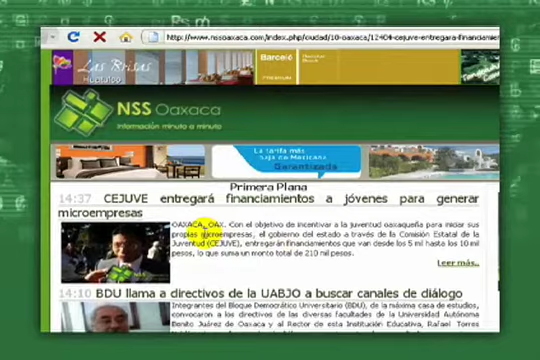 http://www.nssoaxaca.com/index.php/ciudad/10-oaxaca/12404-cejuve-entregara-financiamien
Las Brisas
Huatulco
Barceló
NSS Oaxaca
Información minuto a minuto
La tarifa más
baja de Mexicana
Garantizada
Primera Plana
14:37 CEJUVE entregará financiamientos a jóvenes para generar
microempresas
OAXACA, OAX. Con el objetivo de incentivar a la juventud oaxaqueña para iniciar sus
propias microempresas, el gobierno del estado a través de la Comisión Estatal de la
Juventud (CEJUVE), entregarán financiamientos que van desde los 5 mil hasta los 10 mil
pesos, lo que suma un monto total de 210 mil pesos.
Leer más..
14:10 BDU llama a directivos de la UABJO a buscar canales de diálogo
Integrantes del Bloque Democrático Universitario (BDU), de la máxima casa de estudios,
convocaron a los directivos de las diversas facultades de la Universidad Autónoma
Benito Juárez de Oaxaca y al Rector de esta Institución Educativa, Rafael Torres